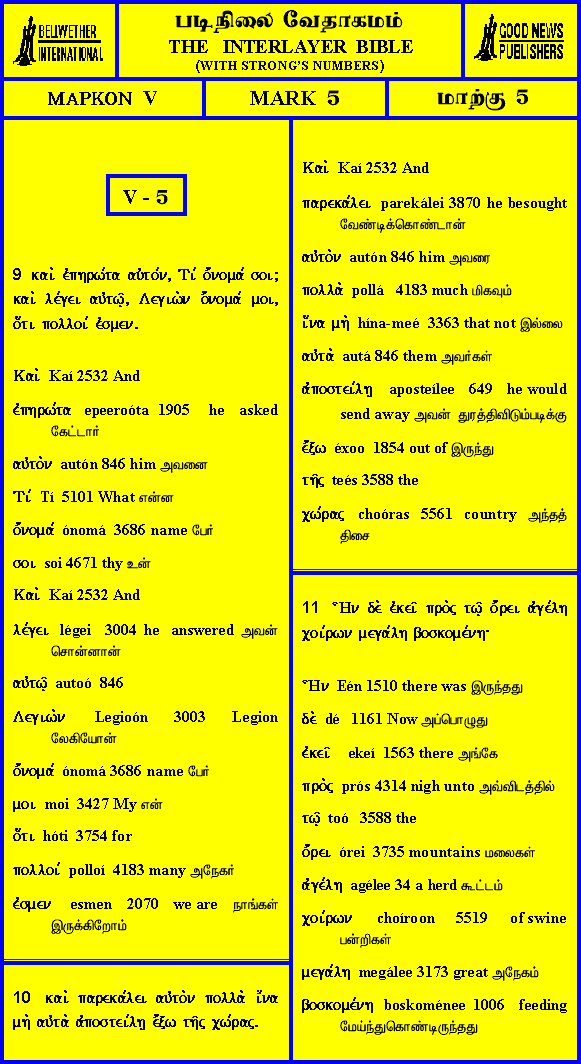 BELLWETHER
INTERNATIONAL
படிநிலை வேதாகமம்
THE INTERLAYER BIBLE
(WITH STRONG'S NUMBERS)
GOOD NEWS
PUBLISHERS
ΜΑΡΚΟΝ V
MARK 5
மாற்கு 5
V - 5
9 καὶ ἐπηρώτα αὐτόν, Τί ὄνομά σοι;
καὶ λέγει αὐτῷ, Λεγιὼν ὄνομά μοι,
ὅτι πολλοί ἐσμεν.
Καὶ Kaí 2532 And
ἐπηρώτα epeeroóta 1905 he asked
கேட்டார்
αὐτὸν autón 846 him அவனை
Τί Tí 5101 What என்ன
ὄνομά ónomá 3686 name பேர்
σοι soi 4671 thy உன்
Καὶ Kaí 2532 And
λέγει légei 3004 he answered அவன்
சொன்னான்
αὐτῷ autoó 846
Λεγιὼν Legioón 3003 Legion
லேகியோன்
ὄνομά ónomá 3686 name பேர்
μοι moi 3427 My என்
ὅτι hóti 3754 for
πολλοί polloí 4183 many அநேகர்
ἐσμεν esmen 2070 we are நாங்கள்
இருக்கிறோம்
10 καὶ παρεκάλει αὐτὸν πολλὰ ἵνα
μὴ αὐτὰ ἀποστείλῃ ἔξω τῆς χώρας.
Καὶ Kaí 2532 And
παρεκάλει parekálei 3870 he besought
வேண்டிக்கொண்டான்
αὐτὸν autón 846 him அவரை
πολλὰ pollá 4183 much மிகவும்
ἵνα μὴ hína-meé 3363 that not இல்லை
αὐτὰ autá 846 them அவர்கள்
ἀποστείλῃ aposteílee 649 he would
send away அவன் துரத்திவிடும்படிக்கு
ἔξω éxoo 1854 out of இருந்து
τῆς teés 3588 the
χώρας choóras 5561 country அந்தத்
திசை
11 Ἦν δὲ ἐκεῖ πρὸς τῷ ὄρει ἀγέλη
χοίρων μεγάλη βοσκομένη·
Ἦν Eén 1510 there was இருந்தது
δὲ dé 1161 Now அப்பொழுது
ἐκεῖ ekeí 1563 there அங்கே
πρὸς prós 4314 nigh unto அவ்விடத்தில்
τῷ toó 3588 the
ὄρει órei 3735 mountains மலைகள்
ἀγέλη agélee 34 a herd கூட்டம்
χοίρων choíroon 5519 of swine
பன்றிகள்
μεγάλη megálee 3173 great அநேகம்
βοσκομένη boskoménee 1006 feeding
மேய்ந்துகொண்டிருந்தது